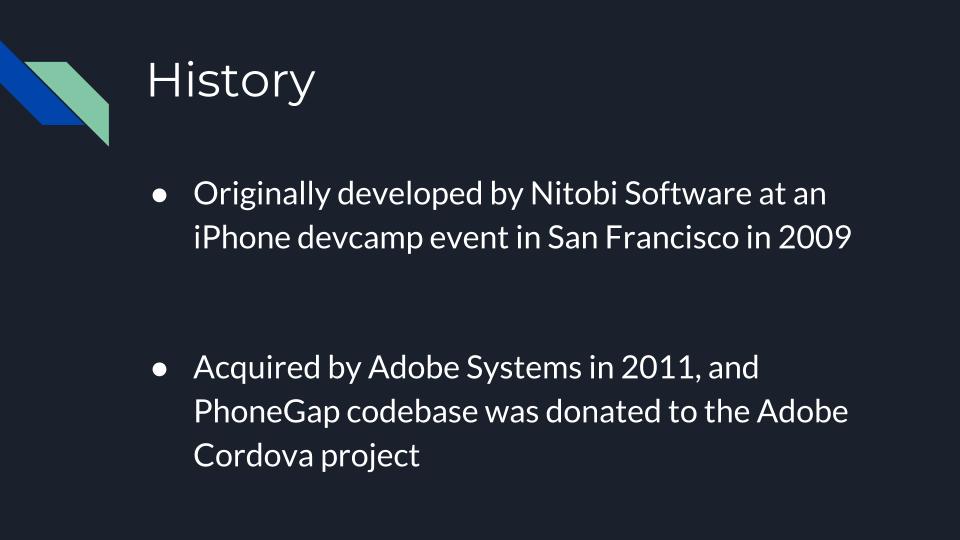 History
● Originally developed by Nitobi Software at an
iPhone devcamp event in San Francisco in 2009
● Acquired by Adobe Systems in 2011, and
PhoneGap codebase was donated to the Adobe
Cordova project